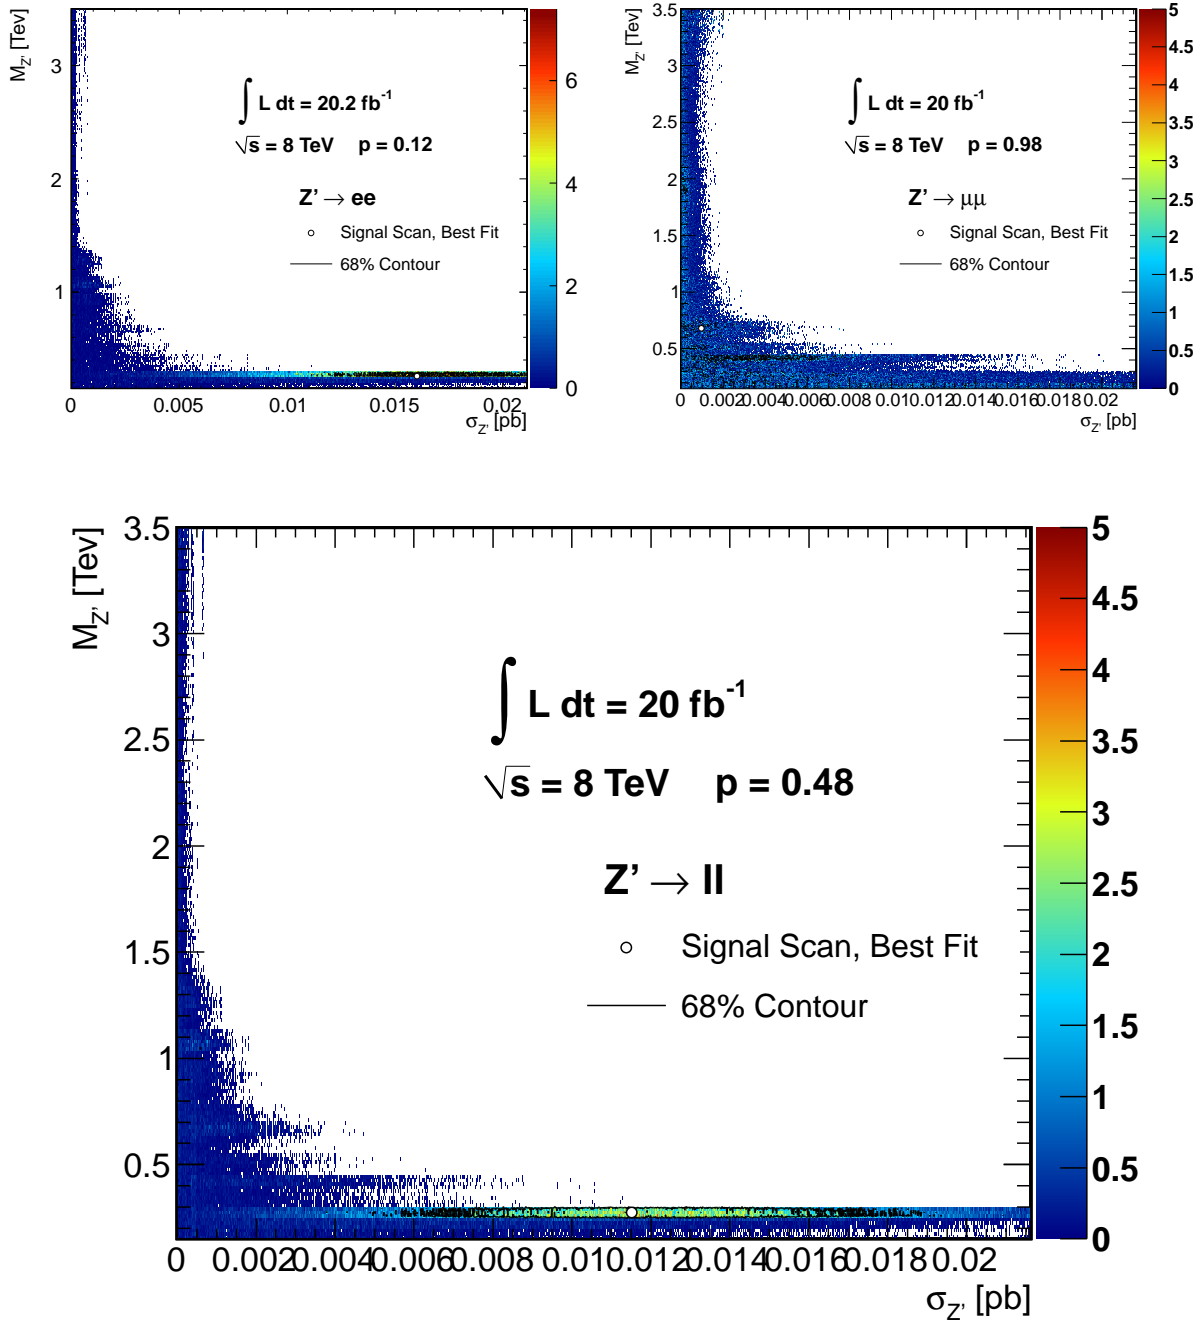 M_Z' [Tev]
3
2
1
∫ L dt = 20.2 fb⁻¹
√s = 8 TeV p = 0.12
Z' → ee
Signal Scan, Best Fit
68% Contour
0 0.005 0.01 0.015 0.02
σ_Z' [pb]
6
4
2
0
M_Z' [Tev]
3.5
3
2.5
2
1.5
1
0.5
∫ L dt = 20 fb⁻¹
√s = 8 TeV p = 0.98
Z' → μμ
Signal Scan, Best Fit
68% Contour
0 0.002 0.004 0.006 0.008 0.01 0.012 0.014 0.016 0.018 0.02
σ_Z' [pb]
5
4.5
4
3.5
3
2.5
2
1.5
1
0.5
0
M_Z' [Tev]
3.5
3
2.5
2
1.5
1
0.5
∫ L dt = 20 fb⁻¹
√s = 8 TeV p = 0.48
Z' → ll
Signal Scan, Best Fit
68% Contour
0 0.002 0.004 0.006 0.008 0.01 0.012 0.014 0.016 0.018 0.02
σ_Z' [pb]
5
4.5
4
3.5
3
2.5
2
1.5
1
0.5
0